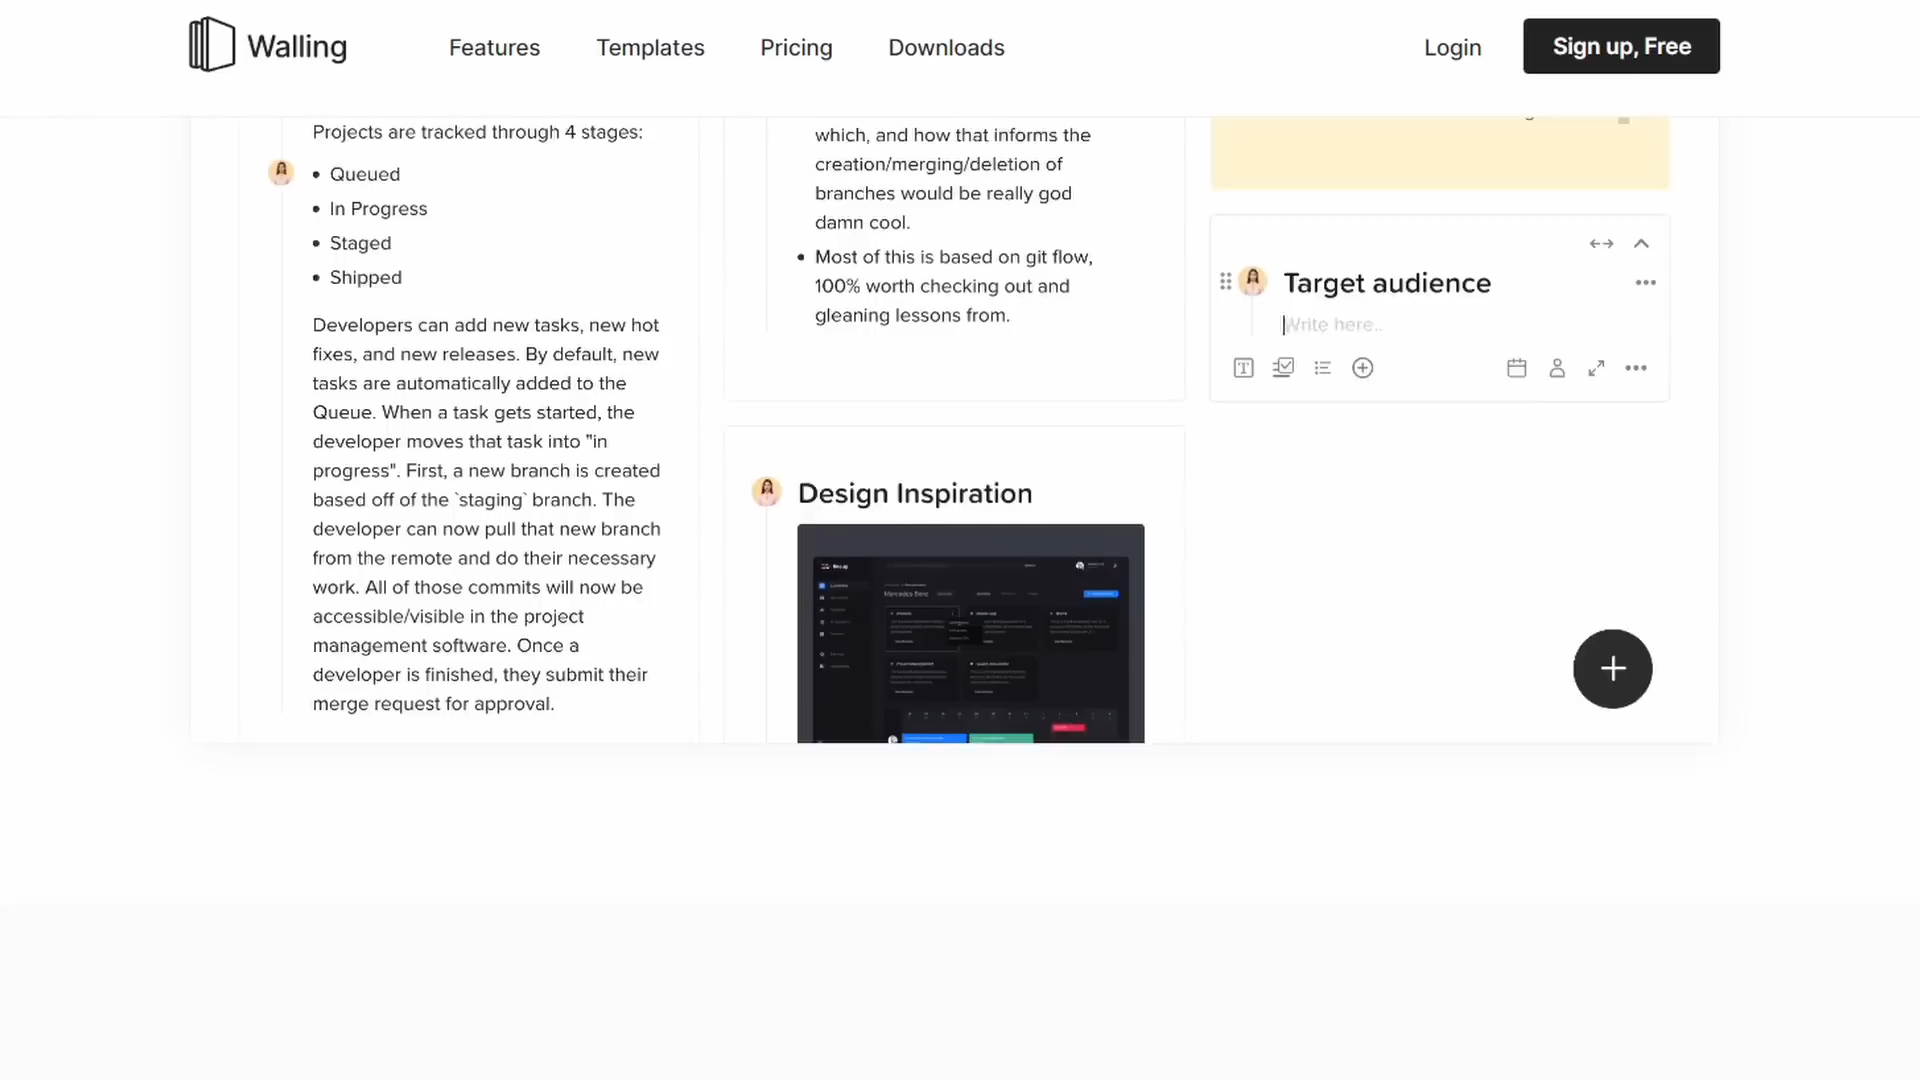 Walling
Features
Templates
Pricing
Downloads
Login
Sign up, Free
Projects are tracked through 4 stages:
• Queued
• In Progress
• Staged
• Shipped
Developers can add new tasks, new hot
fixes, and new releases. By default, new
tasks are automatically added to the
Queue. When a task gets started, the
developer moves that task into "in
progress". First, a new branch is created
based off of the `staging` branch. The
developer can now pull that new branch
from the remote and do their necessary
work. All of those commits will now be
accessible/visible in the project
management software. Once a
developer is finished, they submit their
merge request for approval.
which, and how that informs the
creation/merging/deletion of
branches would be really god
damn cool.
• Most of this is based on git flow,
100% worth checking out and
gleaning lessons from.
Design Inspiration
Mercedes Benz
Target audience
Write here..